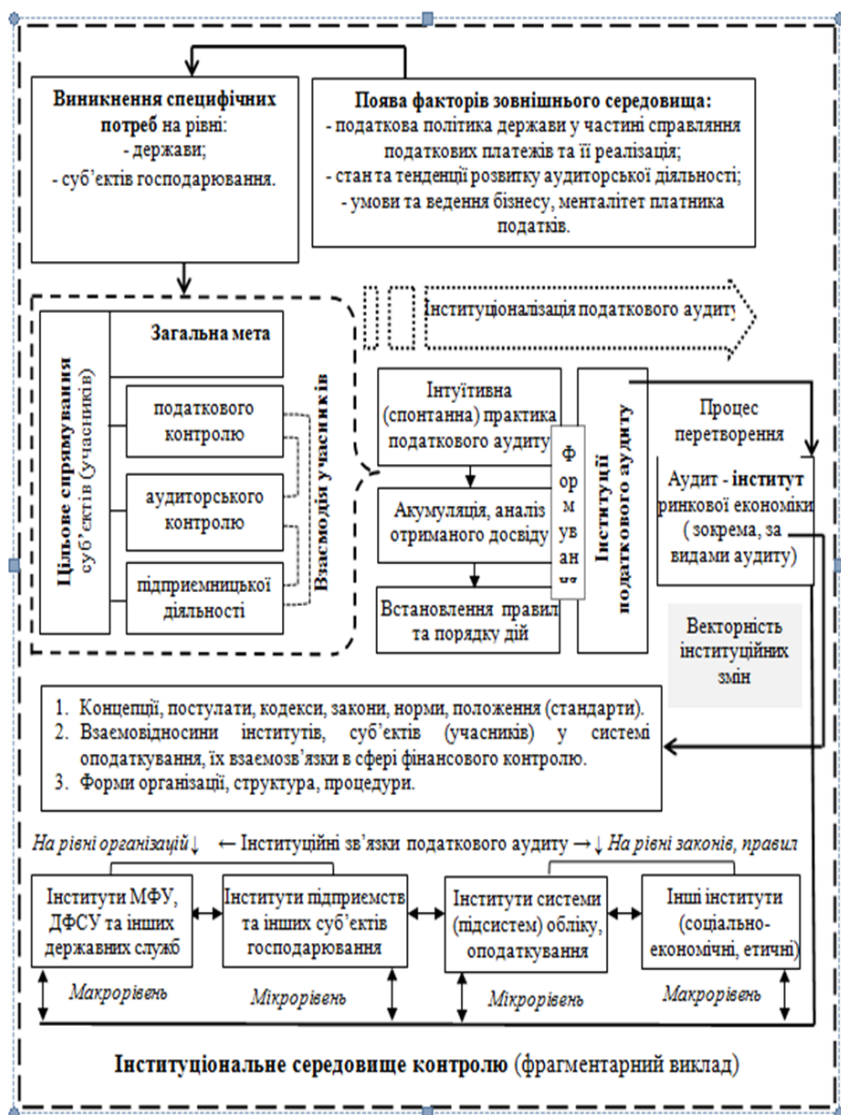 Виникнення специфічних
потреб на рівні:
- держави;
- суб’єктів господарювання.
Поява факторів зовнішнього середовища:
- податкова політика держави у частині справляння
податкових платежів та її реалізація;
- стан та тенденції розвитку аудиторської діяльності;
- умови та ведення бізнесу, менталітет платника
податків.
Цільове спрямування
суб’єктів (учасників)
Загальна мета
податкового
контролю
аудиторського
контролю
підприємницької
діяльності
Взаємодія учасників
Інституціоналізація податкового аудиту
Інтуїтивна
(спонтанна) практика
податкового аудиту
Акумуляція, аналіз
отриманого досвіду
Встановлення правил
та порядку дій
Ф
ор
м
ув
ан
ня
Інституції
податкового аудиту
Процес
перетворення
Аудит - інститут
ринкової економіки
( зокрема, за
видами аудиту)
Векторність
інституційних
змін
1. Концепції, постулати, кодекси, закони, норми, положення (стандарти).
2. Взаємовідносини інститутів, суб’єктів (учасників) у системі
оподаткування, їх взаємозв’язки в сфері фінансового контролю.
3. Форми організації, структура, процедури.
На рівні організацій ↓ ← Інституційні зв’язки податкового аудиту →↓ На рівні законів, правил
Інститути МФУ,
ДФСУ та інших
державних служб
Інститути підприємств
та інших суб’єктів
господарювання
Інститути системи
(підсистем) обліку,
оподаткування
Інші інститути
(соціально-
економічні, етичні)
Макрорівень
Мікрорівень
Мікрорівень
Макрорівень
Інституціональне середовище контролю (фрагментарний виклад)